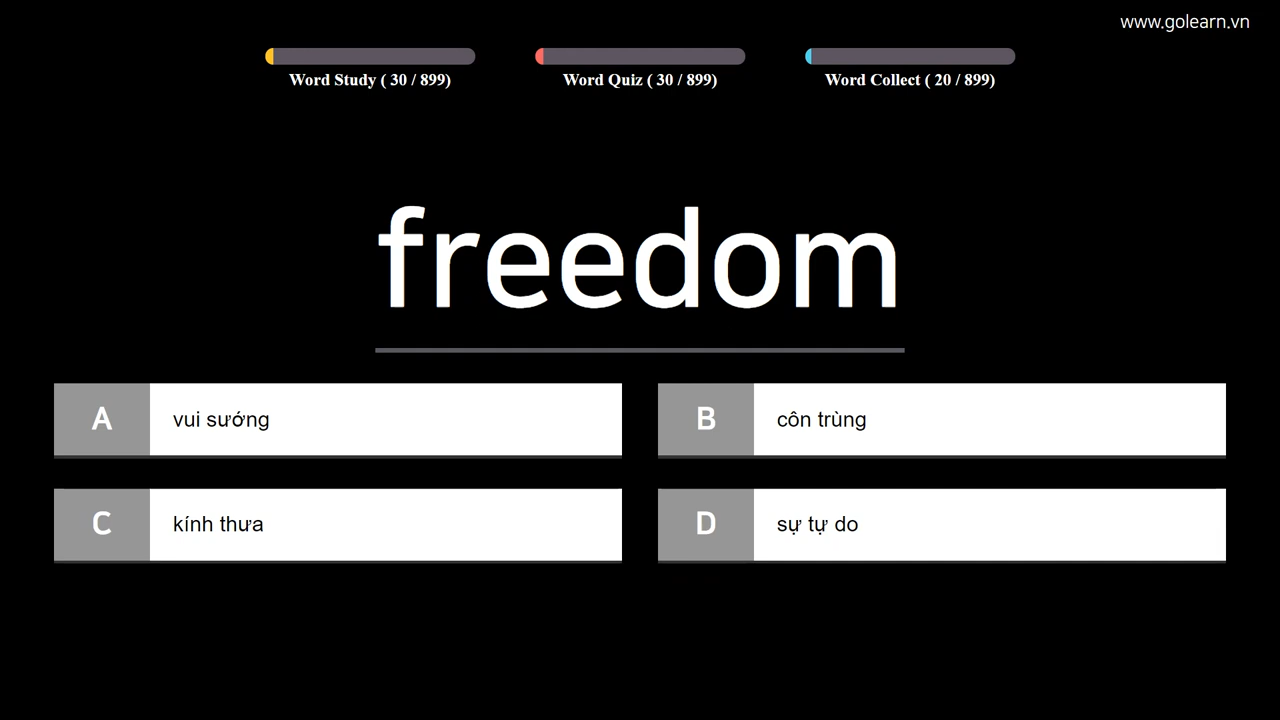 www.golearn.vn
Word Study ( 30 / 899)
Word Quiz ( 30 / 899)
Word Collect ( 20 / 899)
freedom
A vui sướng
B côn trùng
C kính thưa
D sự tự do